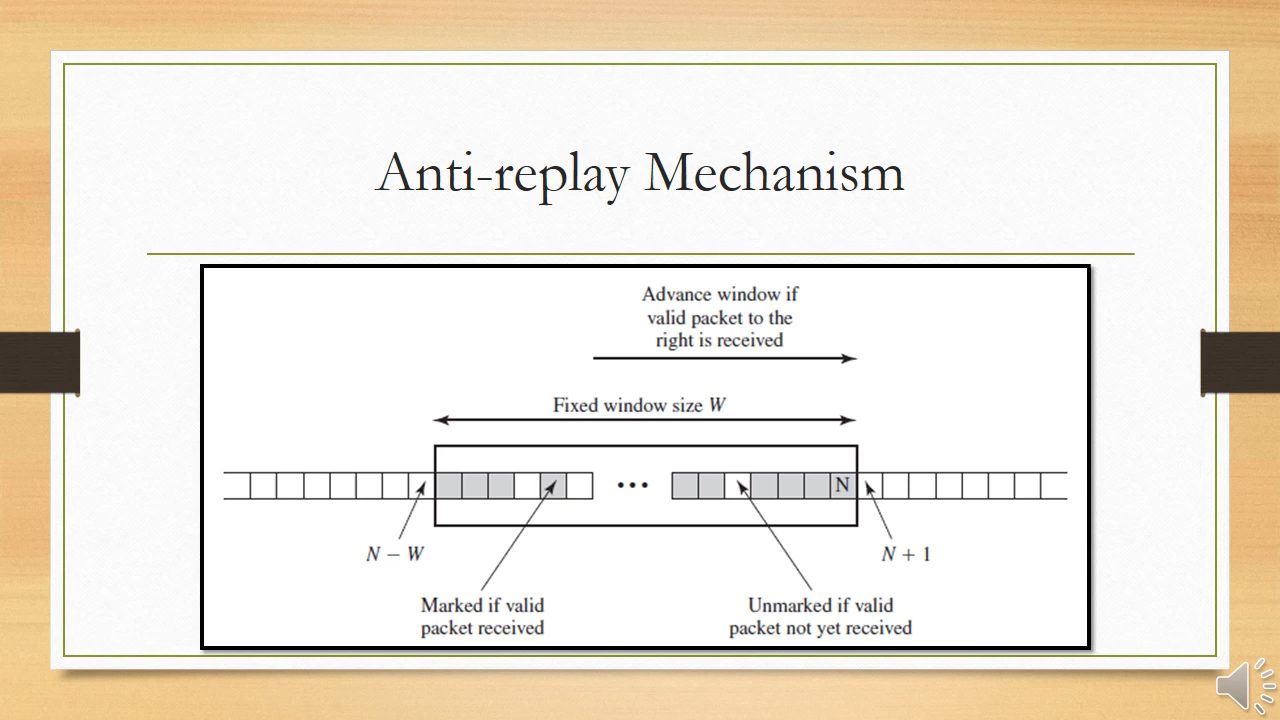 Anti-replay Mechanism
Advance window if
valid packet to the
right is received
Fixed window size W
N
N – W
N + 1
Marked if valid
packet received
Unmarked if valid
packet not yet received